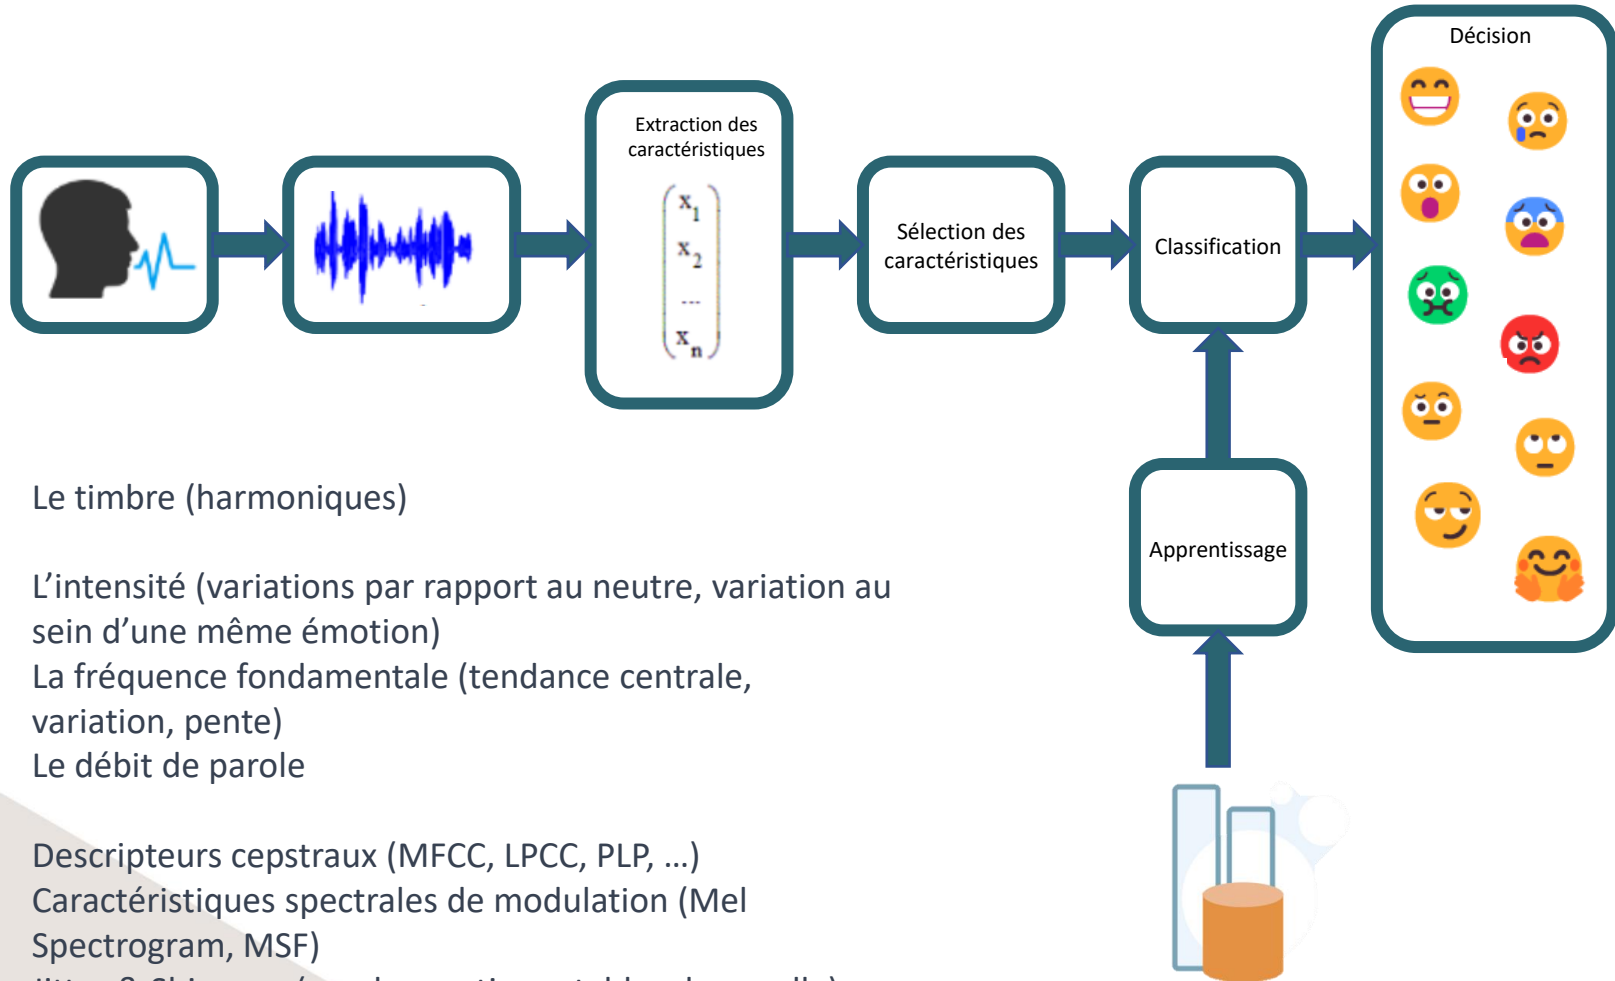 Décision
Extraction des
caractéristiques
x1
x2
...
xn
Sélection des
caractéristiques
Classification
Apprentissage
Le timbre (harmoniques)
L’intensité (variations par rapport au neutre, variation au
sein d’une même émotion)
La fréquence fondamentale (tendance centrale,
variation, pente)
Le débit de parole
Descripteurs cepstraux (MFCC, LPCC, PLP, …)
Caractéristiques spectrales de modulation (Mel
Spectrogram, MSF)